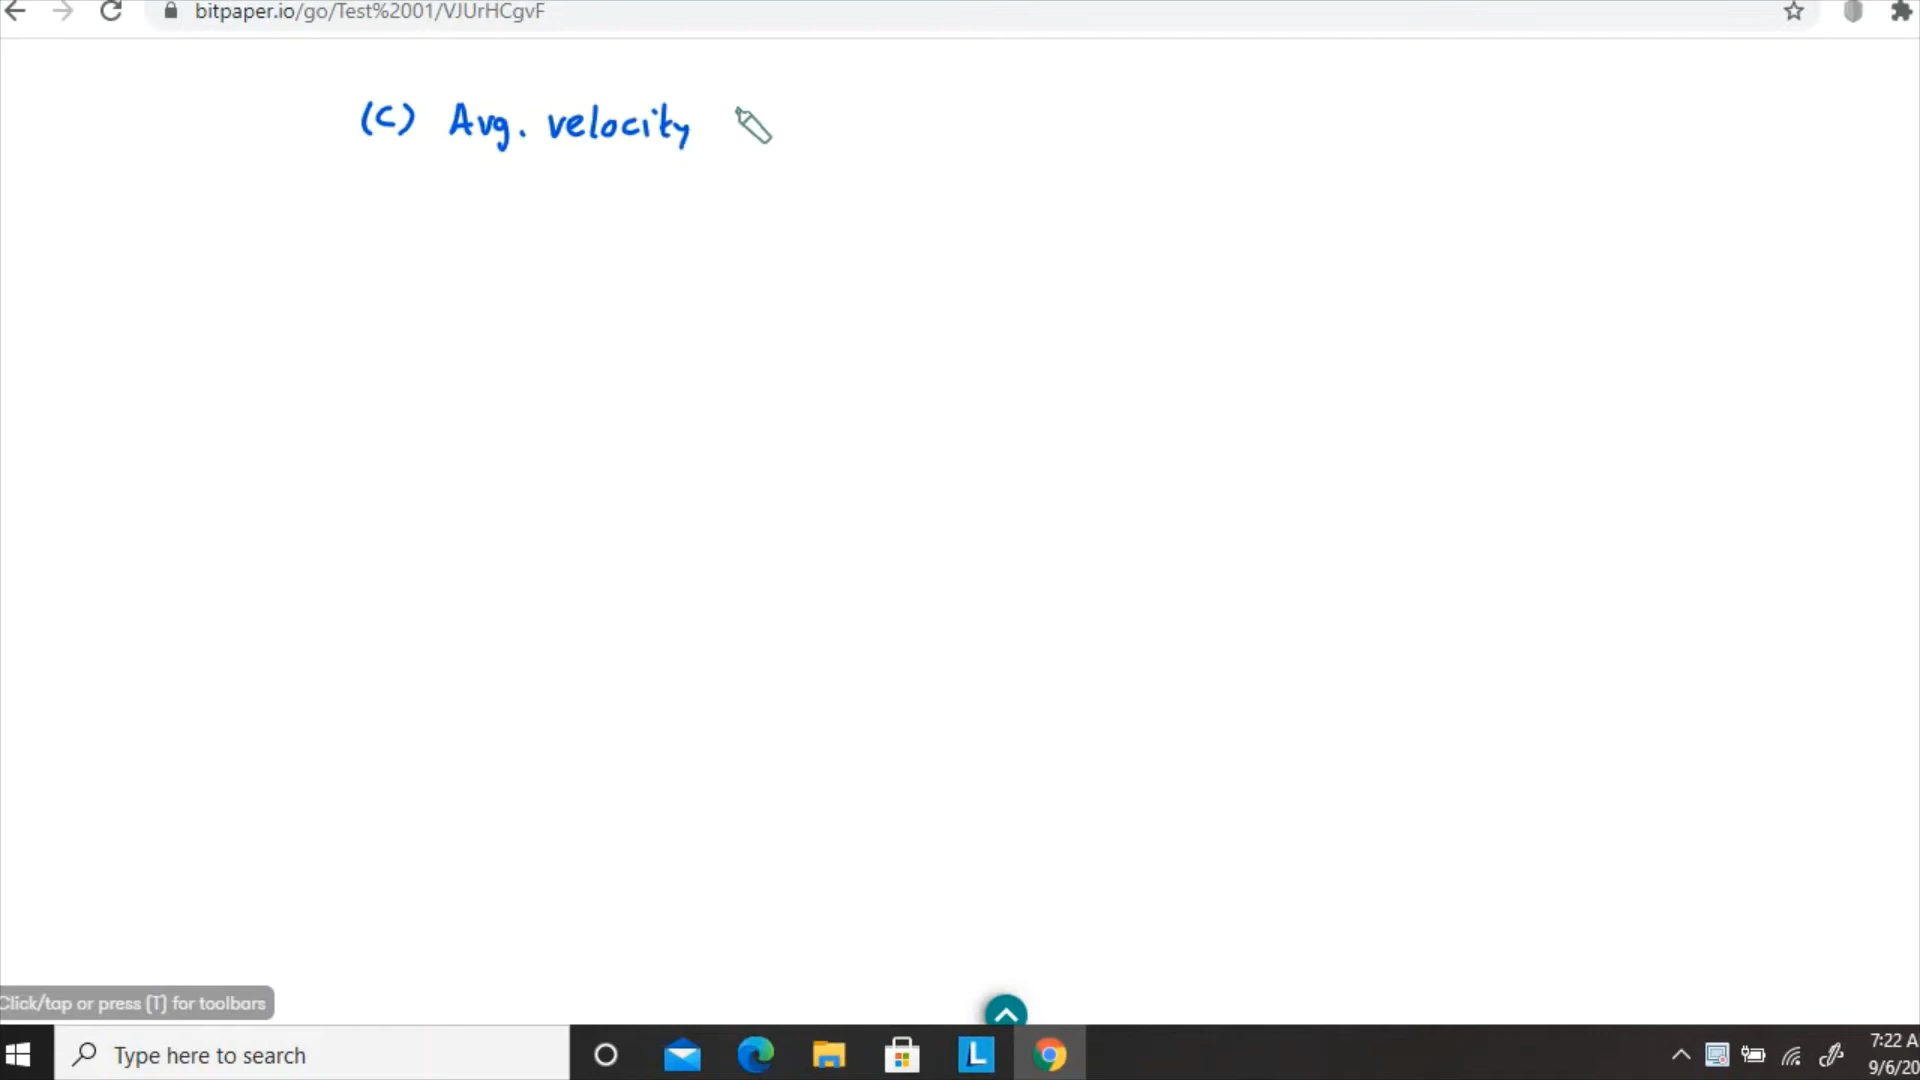 bitpaper.io/go/Test%2001/VJUrHCgvF
(C) Avg. velocity
Click/tap or press (T) for toolbars
Type here to search
L
7:22 A
9/6/20